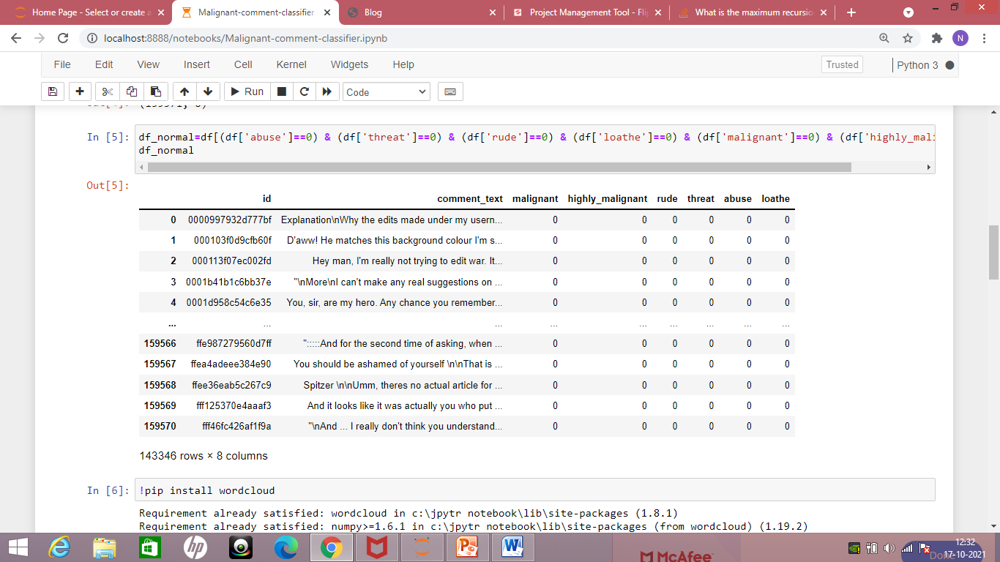 Home Page - Select or create a
Malignant-comment-classifier
Blog
Project Management Tool - Fli
What is the maximum recursio
localhost:8888/notebooks/Malignant-comment-classifier.ipynb
N
File Edit View Insert Cell Kernel Widgets Help
Trusted
Python 3
Run
Code
In [5]:
df_normal=df[(df['abuse']==0) & (df['threat']==0) & (df['rude']==0) & (df['loathe']==0) & (df['malignant']==0) & (df['highly_mali
df_normal
Out[5]:
id comment_text malignant highly_malignant rude threat abuse loathe
0 0000997932d777bf Explanation\nWhy the edits made under my usern... 0 0 0 0 0 0
1 000103f0d9cfb60f D'aww! He matches this background colour I'm s... 0 0 0 0 0 0
2 000113f07ec002fd Hey man, I'm really not trying to edit war. It... 0 0 0 0 0 0
3 0001b41b1c6bb37e "\nMore\nI can't make any real suggestions on ... 0 0 0 0 0 0
4 0001d958c54c6e35 You, sir, are my hero. Any chance you remember... 0 0 0 0 0 0
... ... ... ... ... ... ... ... ...
159566 ffe987279560d7ff ":::::And for the second time of asking, when ... 0 0 0 0 0 0
159567 ffea4adeee384e90 You should be ashamed of yourself \n\nThat is ... 0 0 0 0 0 0
159568 ffee36eab5c267c9 Spitzer \n\nUmm, theres no actual article for ... 0 0 0 0 0 0
159569 fff125370e4aaaf3 And it looks like it was actually you who put ... 0 0 0 0 0 0
159570 fff46fc426af1f9a "\nAnd ... I really don't think you understand... 0 0 0 0 0 0
143346 rows × 8 columns
In [6]:
!pip install wordcloud
Requirement already satisfied: wordcloud in c:\jpytr notebook\lib\site-packages (1.8.1)
Requirement already satisfied: numpy>=1.6.1 in c:\jpytr notebook\lib\site-packages (from wordcloud) (1.19.2)
McAfee
Done
12:32
17-10-2021